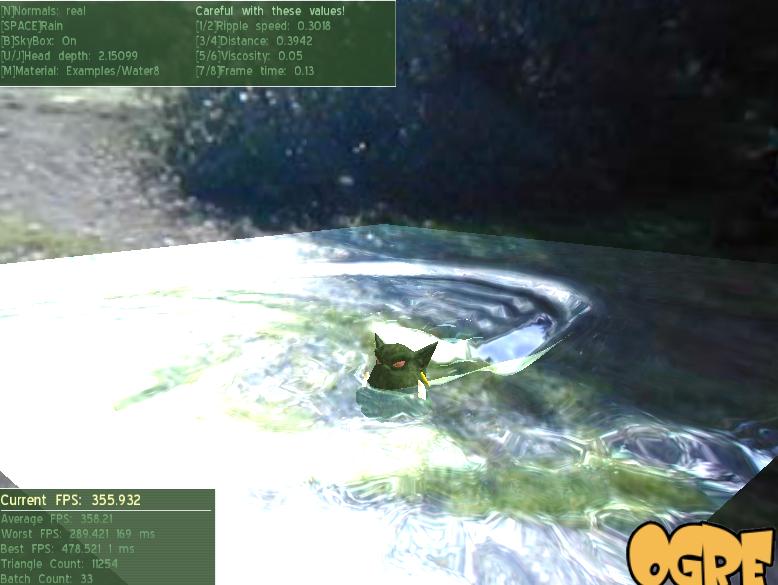 [N]Normals: real
[SPACE]Rain
[B]SkyBox: On
[U/J]Head depth: 2.15099
[M]Material: Examples/Water8
Careful with these values!
[1/2]Ripple speed: 0.3018
[3/4]Distance: 0.3942
[5/6]Viscosity: 0.05
[7/8]Frame time: 0.13
Current FPS: 355.932
Average FPS: 358.21
Worst FPS: 289.421 169 ms
Best FPS: 478.521 1 ms
Triangle Count: 11254
Batch Count: 33
OGRE